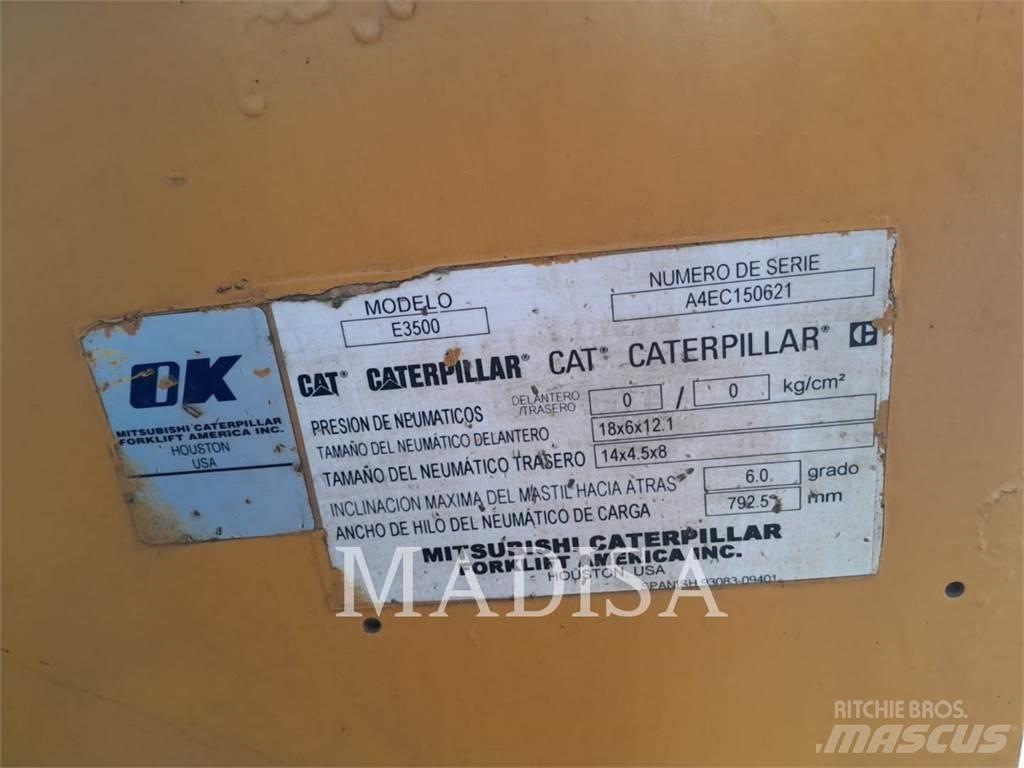 OK
MITSUBISHI CATERPILLAR
FORKLIFT AMERICA INC.
HOUSTON
USA
MODELO
E3500
NUMERO DE SERIE
A4EC150621
CAT® CATERPILLAR® CAT® CATERPILLAR®
PRESION DE NEUMATICOS DELANTERO /TRASERO 0 / 0 kg/cm²
TAMAÑO DEL NEUMÁTICO DELANTERO 18x6x12.1
TAMAÑO DEL NEUMÁTICO TRASERO 14x4.5x8
INCLINACION MAXIMA DEL MASTIL HACIA ATRAS 6.0 grado
ANCHO DE HILO DEL NEUMÁTICO DE CARGA 792.5 mm
MITSUBISHI CATERPILLAR
FORKLIFT AMERICA INC.
HOUSTON, USA
SPANISH 93083-09401
MADISA
RITCHIE BROS.
MASCUS